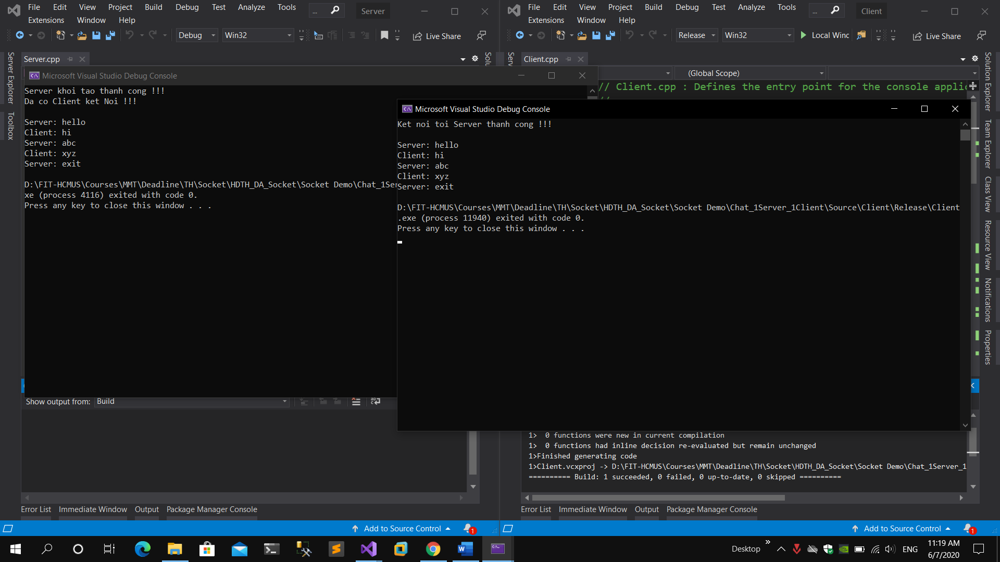 File Edit View Project Build Debug Test Analyze Tools ... Server
Extensions Window Help
Debug Win32 Live Share
Server Explorer
Toolbox
Server.cpp
Solu
Microsoft Visual Studio Debug Console
Server khoi tao thanh cong !!!
Da co Client ket Noi !!!
Server: hello
Client: hi
Server: abc
Client: xyz
Server: exit
D:\FIT-HCMUS\Courses\MMT\Deadline\TH\Socket\HDTH_DA_Socket\Socket Demo\Chat_1Ser
xe (process 4116) exited with code 0.
Press any key to close this window . . .
Show output from: Build
Error List Immediate Window Output Package Manager Console
Add to Source Control 1
File Edit View Project Build Debug Test Analyze Tools ... Client
Extensions Window Help
Release Win32 Local Winc Live Share
Serv
Client.cpp
(Global Scope)
// Client.cpp : Defines the entry point for the console applic
//
Microsoft Visual Studio Debug Console
Ket noi toi Server thanh cong !!!
Server: hello
Client: hi
Server: abc
Client: xyz
Server: exit
D:\FIT-HCMUS\Courses\MMT\Deadline\TH\Socket\HDTH_DA_Socket\Socket Demo\Chat_1Server_1Client\Source\Client\Release\Client
.exe (process 11940) exited with code 0.
Press any key to close this window . . .
Solution Explorer
Team Explorer
Class View
Resource View
Notifications
Properties
1> 0 functions were new in current compilation
1> 0 functions had inline decision re-evaluated but remain unchanged
1>Finished generating code
1>Client.vcxproj -> D:\FIT-HCMUS\Courses\MMT\Deadline\TH\Socket\HDTH_DA_Socket\Socket Demo\Chat_1Server_1
========== Build: 1 succeeded, 0 failed, 0 up-to-date, 0 skipped ==========
Error List Immediate Window Output Package Manager Console
Add to Source Control 1
Desktop ENG 11:19 AM
6/7/2020